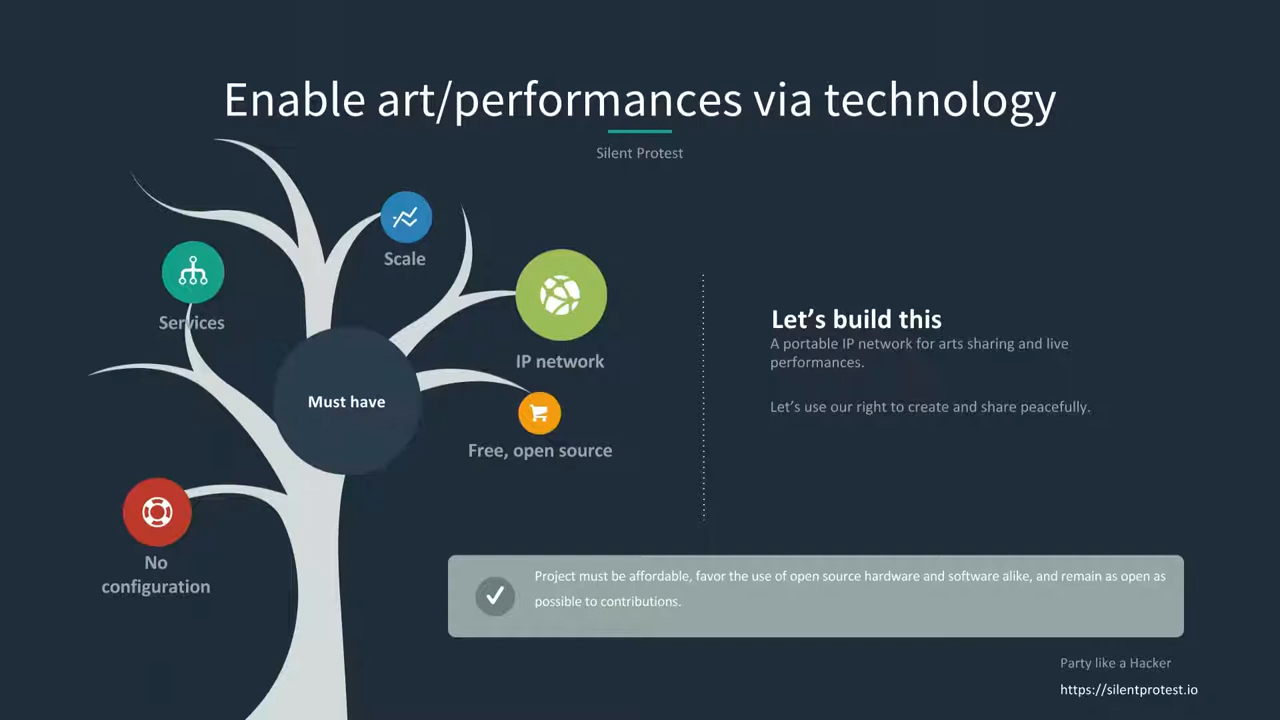 Enable art/performances via technology
Silent Protest
Scale
Services
IP network
Must have
Free, open source
No
configuration
Let’s build this
A portable IP network for arts sharing and live
performances.
Let’s use our right to create and share peacefully.
Project must be affordable, favor the use of open source hardware and software alike, and remain as open as
possible to contributions.
Party like a Hacker
https://silentprotest.io